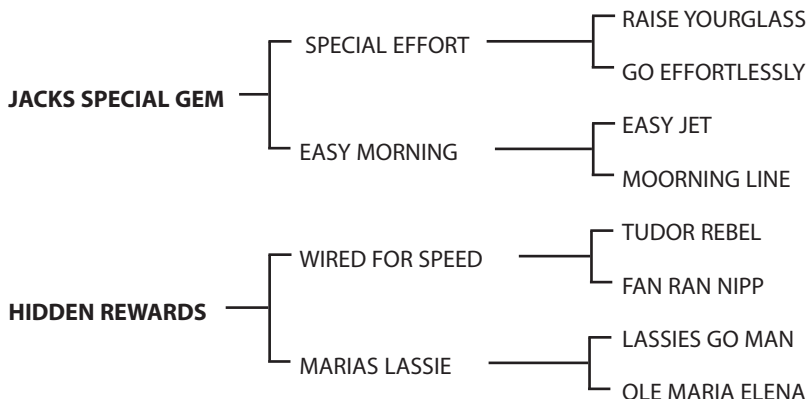 RAISE YOURGLASS
SPECIAL EFFORT
GO EFFORTLESSLY
JACKS SPECIAL GEM
EASY JET
EASY MORNING
MOORNING LINE
TUDOR REBEL
WIRED FOR SPEED
FAN RAN NIPP
HIDDEN REWARDS
LASSIES GO MAN
MARIAS LASSIE
OLE MARIA ELENA